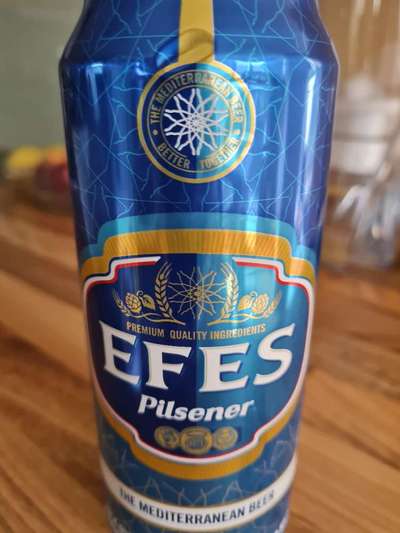 THE MEDITERRANEAN BEER
BETTER TOGETHER
PREMIUM QUALITY INGREDIENTS
EFES
Pilsener
THE MEDITERRANEAN BEER